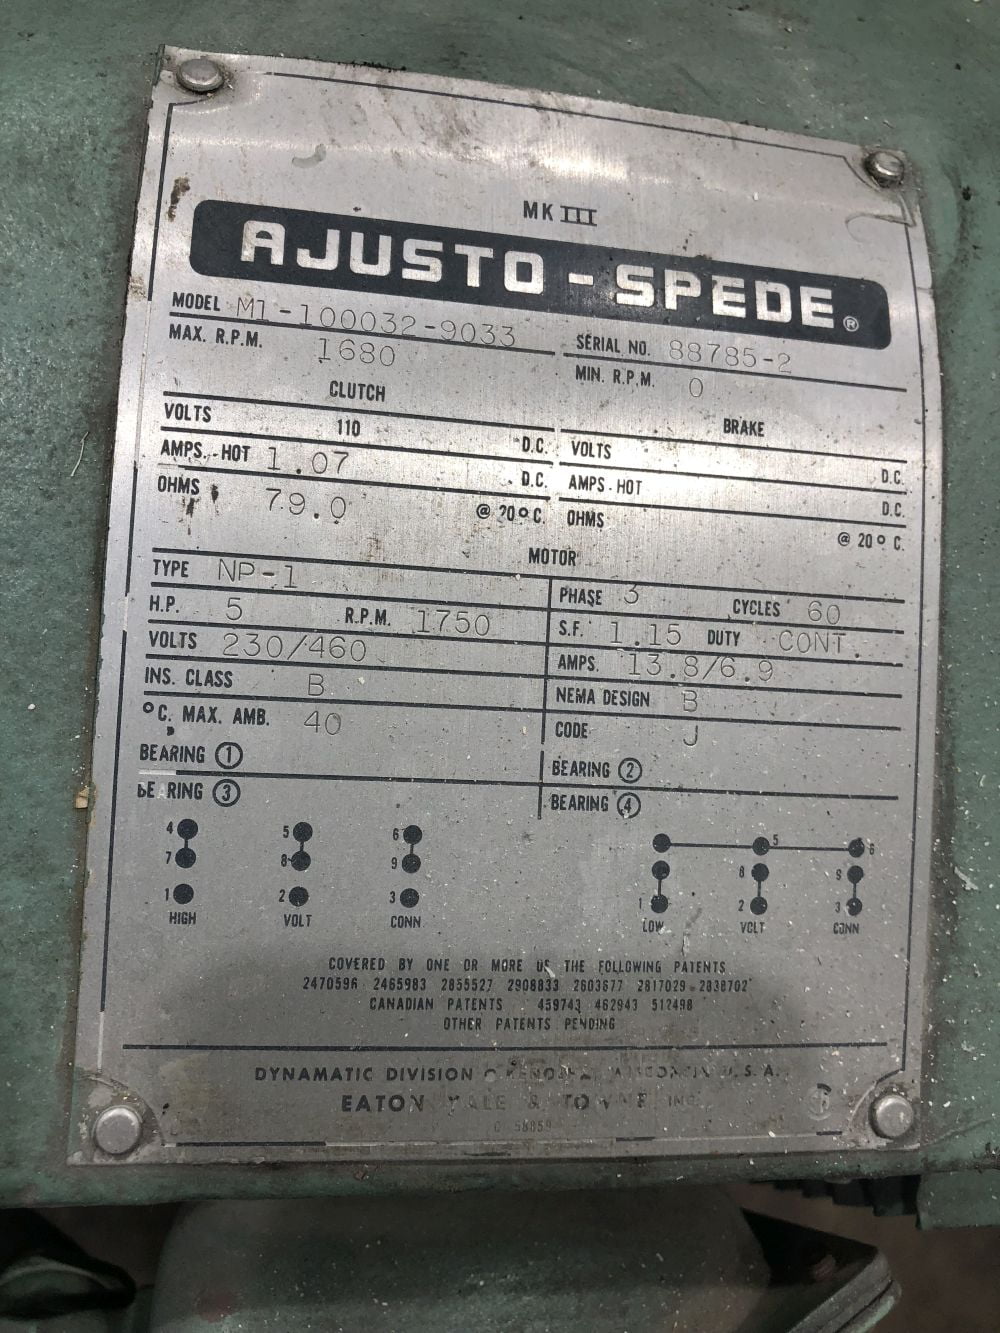 MK III
AJUSTO-SPEDE®
MODEL M1-100032-9033 SERIAL NO. 88785-2
MAX. R.P.M. 1680 MIN. R.P.M. 0
CLUTCH BRAKE
VOLTS 110 D.C. VOLTS D.C.
AMPS.-HOT 1.07 D.C. AMPS-HOT D.C.
OHMS 79.0 @ 20° C. OHMS @ 20° C.
MOTOR
TYPE NP-1 PHASE 3 CYCLES 60
H.P. 5 R.P.M. 1750 S.F. 1.15 DUTY CONT.
VOLTS 230/460 AMPS. 13.8/6.9
INS. CLASS B NEMA DESIGN B
°C. MAX. AMB. 40 CODE J
BEARING ① BEARING ②
BEARING ③ BEARING ④
4 5 6 5 6
7 8 9 8 9
1 2 3 1 2 3
HIGH VOLT CONN LOW VOLT CONN
COVERED BY ONE OR MORE OF THE FOLLOWING PATENTS
2470596 2465983 2855527 2908833 2603677 2817029 2838702
CANADIAN PATENTS 459743 462943 512498
OTHER PATENTS PENDING
DYNAMATIC DIVISION KENOSHA, WISCONSIN U.S.A.
EATON YALE & TOWNE INC.